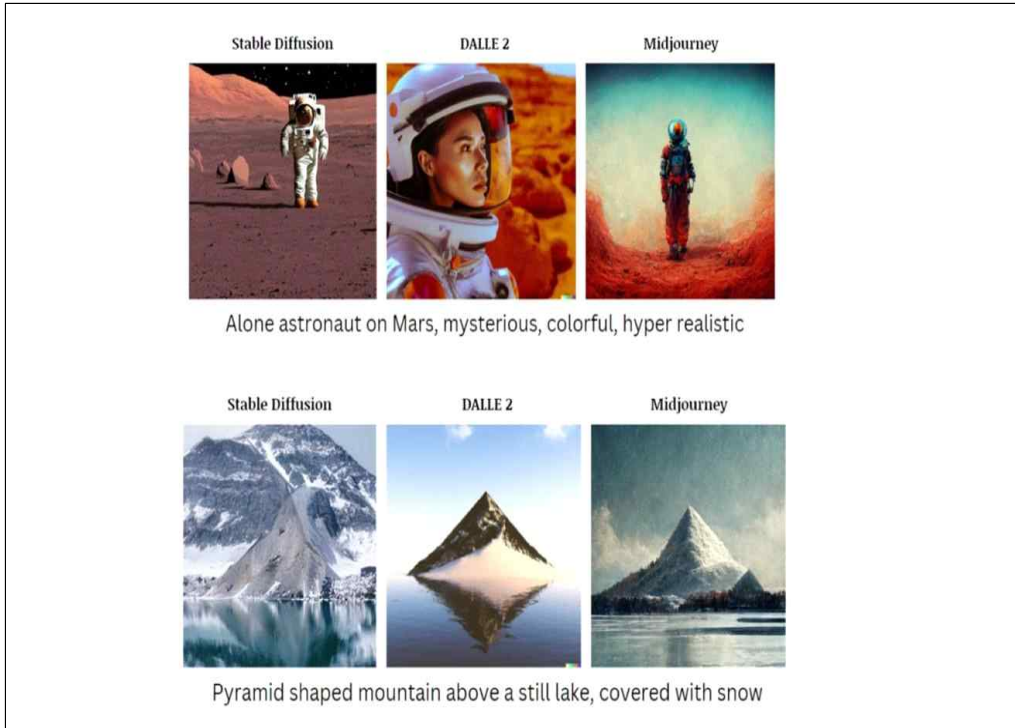 Stable Diffusion DALLE 2 Midjourney
Alone astronaut on Mars, mysterious, colorful, hyper realistic
Stable Diffusion DALLE 2 Midjourney
Pyramid shaped mountain above a still lake, covered with snow